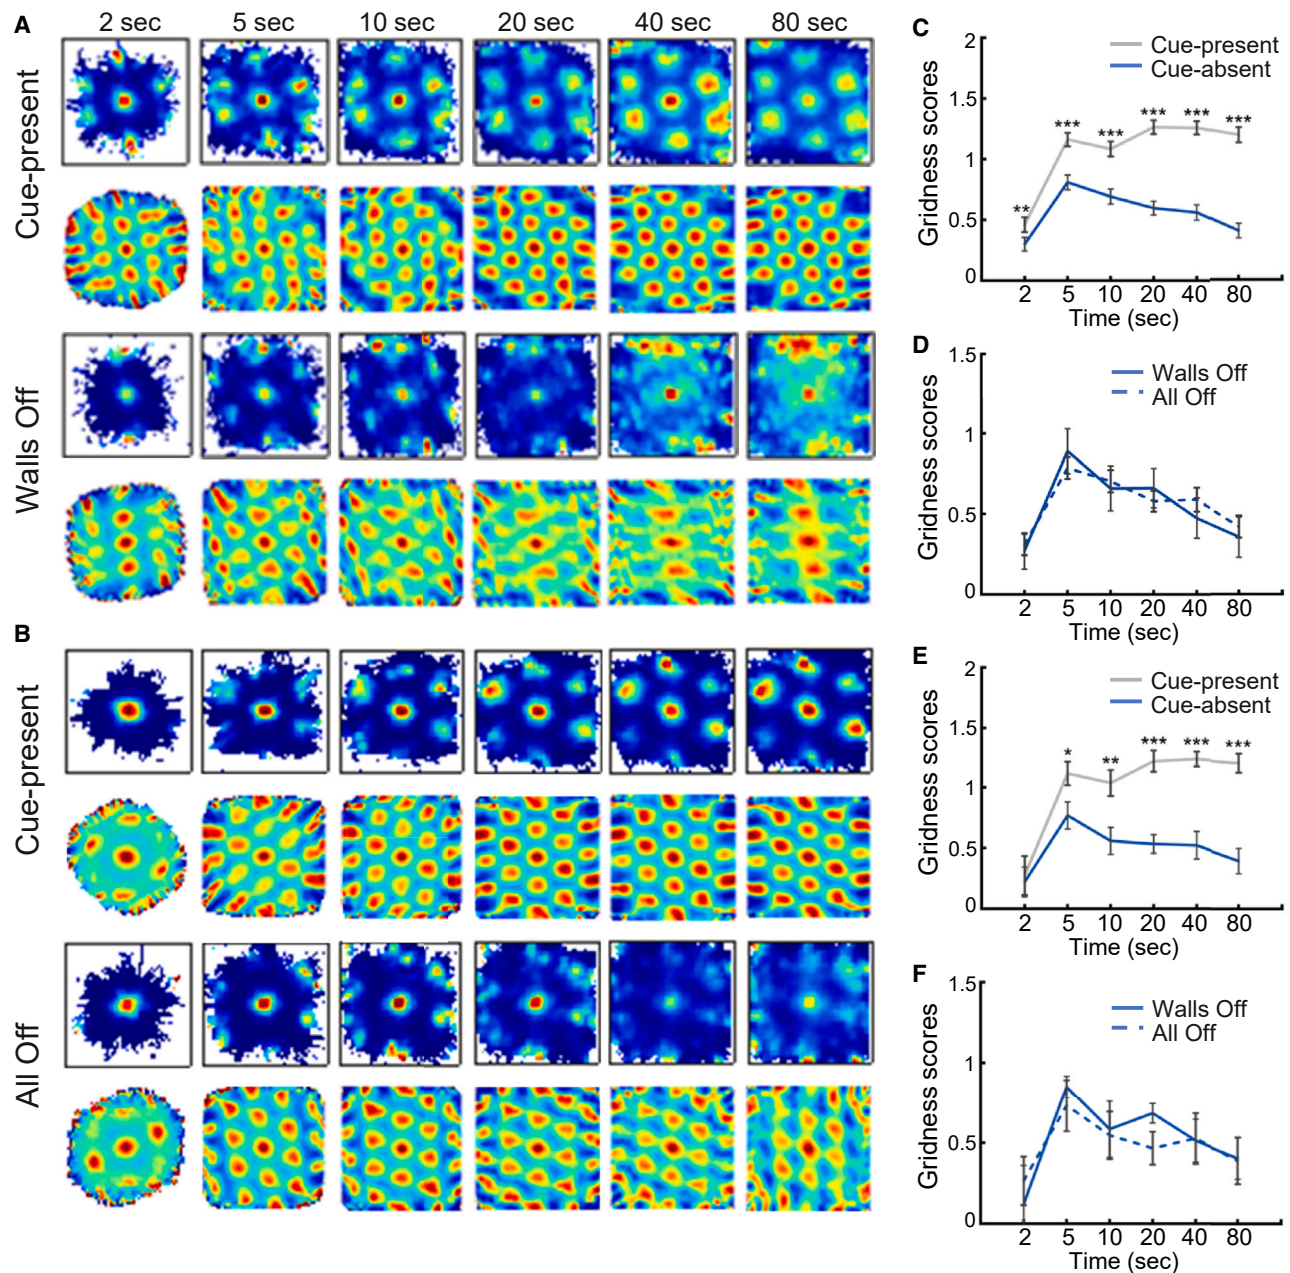 A
2 sec 5 sec 10 sec 20 sec 40 sec 80 sec
Cue-present
Walls Off
B
Cue-present
All Off
C
Gridness scores
2
1.5
1
0.5
0
Cue-present
Cue-absent
** *** *** *** *** ***
2 5 10 20 40 80
Time (sec)
D
Gridness scores
1.5
1
0.5
0
Walls Off
All Off
2 5 10 20 40 80
Time (sec)
E
Gridness scores
2
1.5
1
0.5
0
Cue-present
Cue-absent
* ** *** *** ***
2 5 10 20 40 80
Time (sec)
F
Gridness scores
1.5
1
0.5
0
Walls Off
All Off
2 5 10 20 40 80
Time (sec)